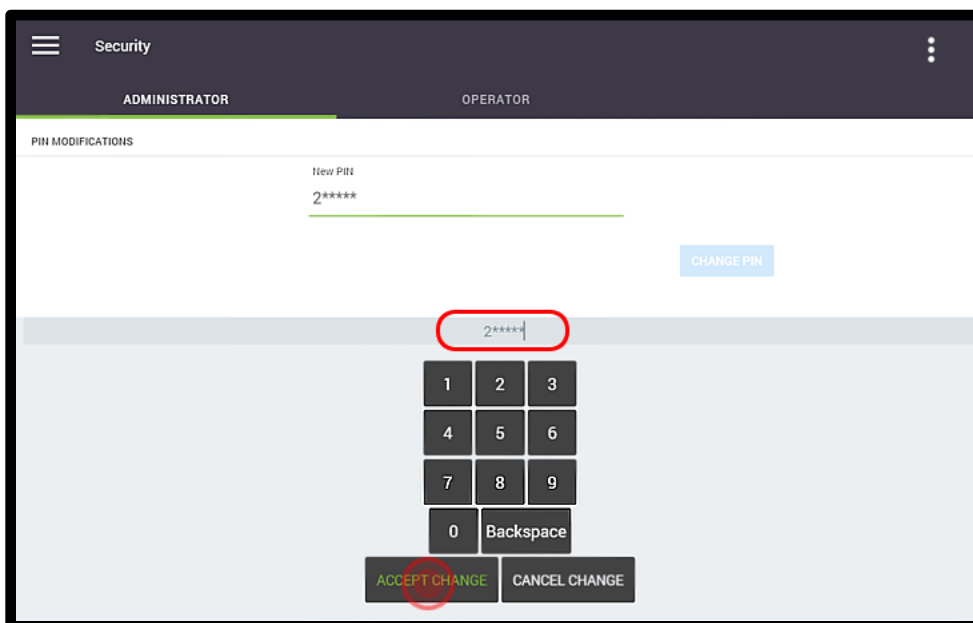 Security
ADMINISTRATOR OPERATOR
PIN MODIFICATIONS
New PIN
2*****
CHANGE PIN
2*****
1 2 3
4 5 6
7 8 9
0 Backspace
ACCEPT CHANGE CANCEL CHANGE